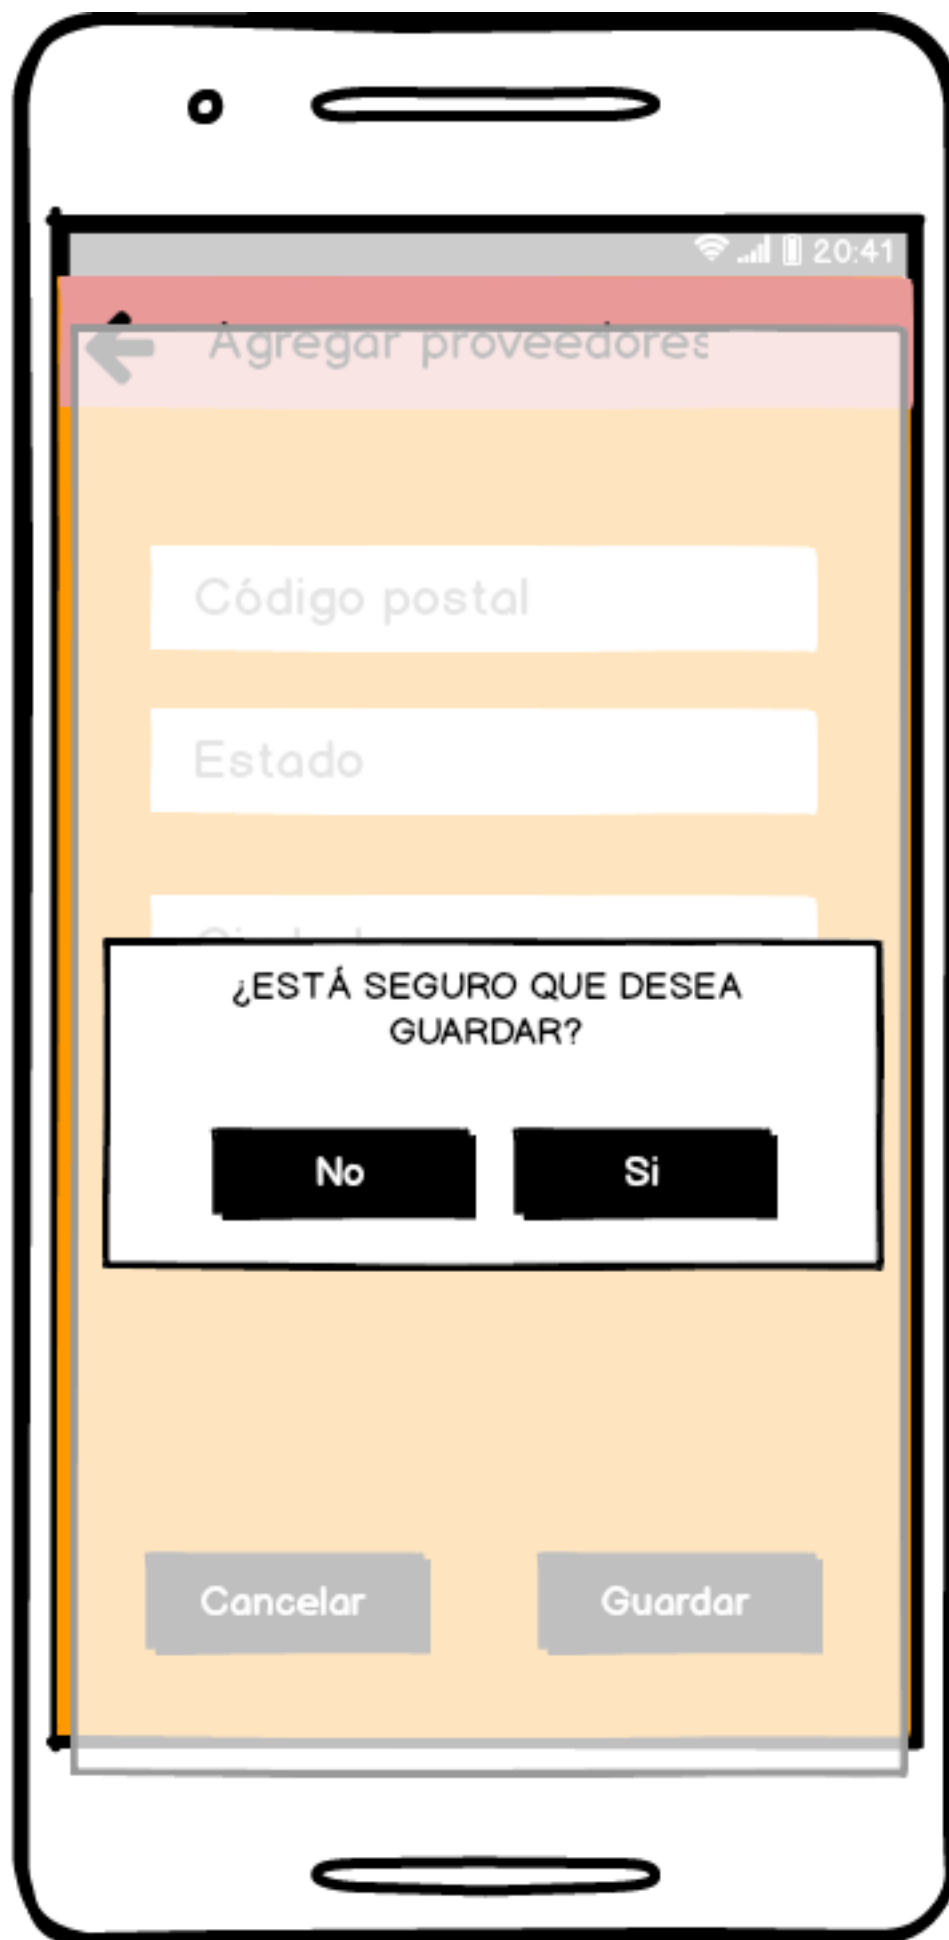 20:41
Agregar proveedores
Código postal
Estado
¿ESTÁ SEGURO QUE DESEA
GUARDAR?
No Si
Cancelar Guardar